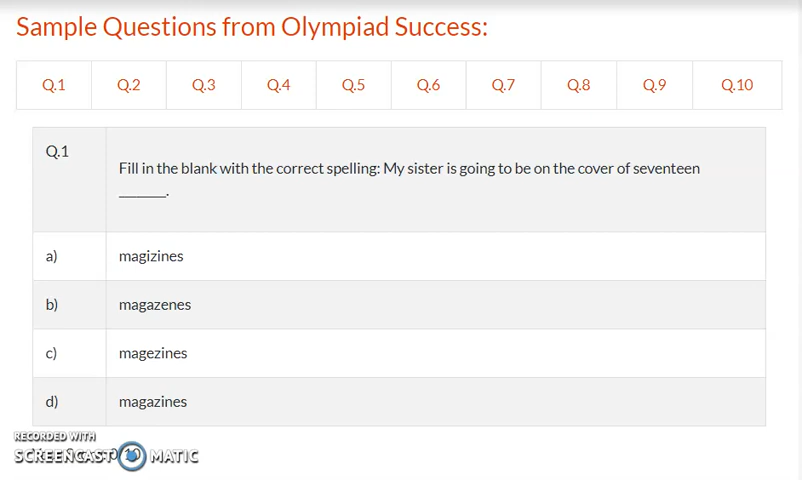 Sample Questions from Olympiad Success:
Q.1 Q.2 Q.3 Q.4 Q.5 Q.6 Q.7 Q.8 Q.9 Q.10
Q.1
Fill in the blank with the correct spelling: My sister is going to be on the cover of seventeen
_______.
a) magizines
b) magazenes
c) magezines
d) magazines
RECORDED WITH
SCREENCAST MATIC